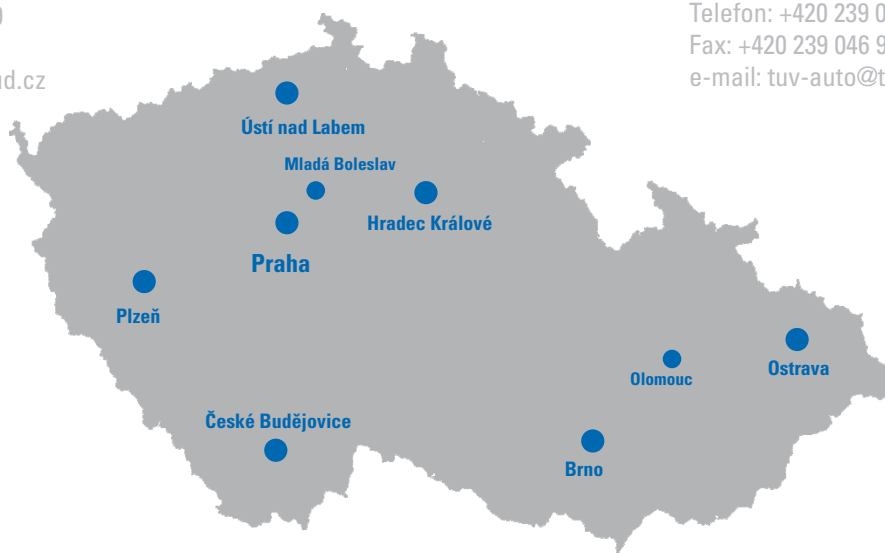 Telefon: +420 239 0
Fax: +420 239 046 9
ud.cz
e-mail: tuv-auto@t
Ústí nad Labem
Mladá Boleslav
Hradec Králové
Praha
Plzeň
Ostrava
Olomouc
České Budějovice
Brno